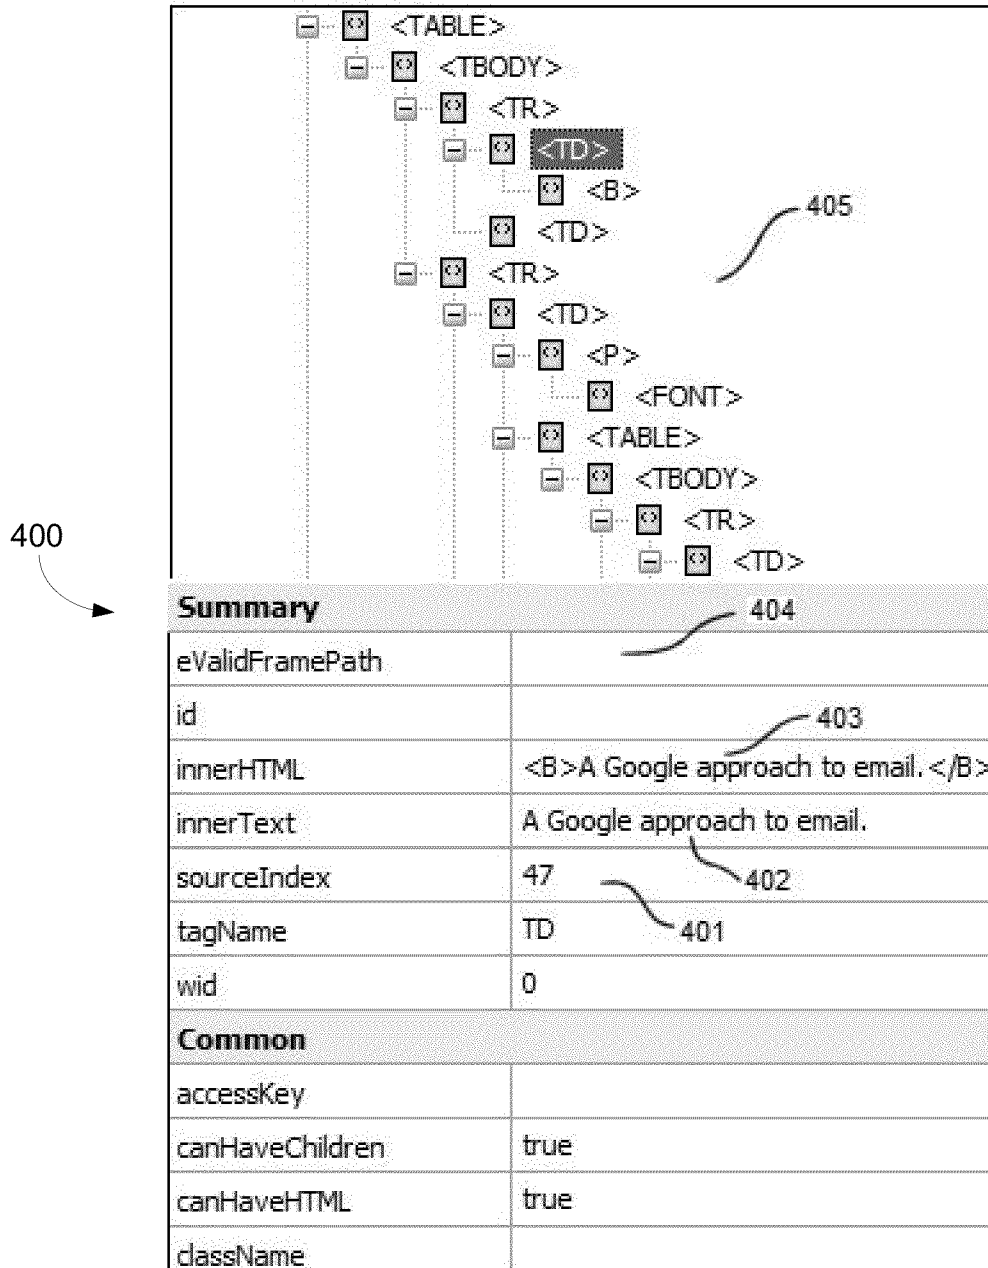 <TABLE>
<TBODY>
<TR>
<TD>
<B>
405
<TD>
<TR>
<TD>
<P>
<FONT>
<TABLE>
<TBODY>
<TR>
400
<TD>
Summary
404
eValidFramePath
id
403
innerHTML <B>A Google approach to email.</B>
innerText A Google approach to email.
sourceIndex 47
402
tagName TD
401
wid 0
Common
accessKey
canHaveChildren true
canHaveHTML true
className